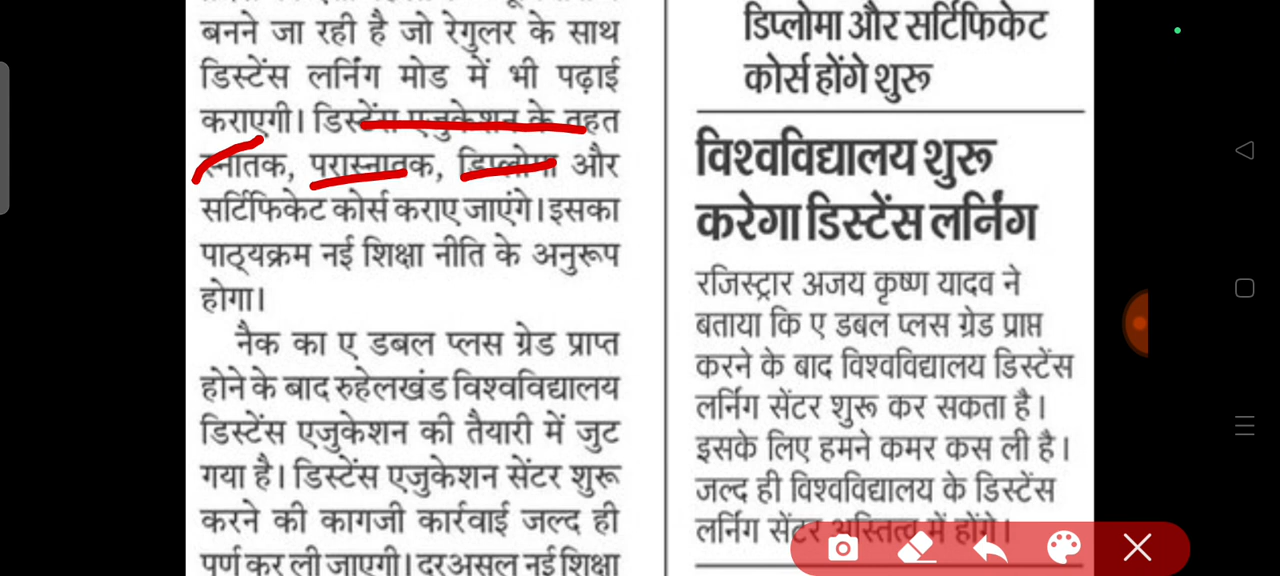 बनने जा रही है जो रेगुलर के साथ
डिस्टेंस लर्निंग मोड में भी पढ़ाई
कराएगी। डिस्टेंस एजुकेशन के तहत
स्नातक, परास्नातक, डिप्लोमा और
सर्टिफिकेट कोर्स कराए जाएंगे। इसका
पाठ्यक्रम नई शिक्षा नीति के अनुरूप
होगा।
नैक का ए डबल प्लस ग्रेड प्राप्त
होने के बाद रुहेलखंड विश्वविद्यालय
डिस्टेंस एजुकेशन की तैयारी में जुट
गया है। डिस्टेंस एजुकेशन सेंटर शुरू
करने की कागजी कार्रवाई जल्द ही
पूर्ण कर ली जाएगी। दरअसल नई शिक्षा
डिप्लोमा और सर्टिफिकेट
कोर्स होंगे शुरू
विश्वविद्यालय शुरू
करेगा डिस्टेंस लर्निंग
रजिस्ट्रार अजय कृष्ण यादव ने
बताया कि ए डबल प्लस ग्रेड प्राप्त
करने के बाद विश्वविद्यालय डिस्टेंस
लर्निंग सेंटर शुरू कर सकता है।
इसके लिए हमने कमर कस ली है।
जल्द ही विश्वविद्यालय के डिस्टेंस
लर्निंग सेंटर अस्तित्व में होंगे।